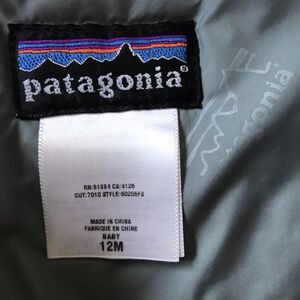 patagonia
patagonia
RN:51884 CA:4126
CUT:7010 STYLE:60206FA
MADE IN CHINA
FABRIQUE EN CHINE
BABY
12M